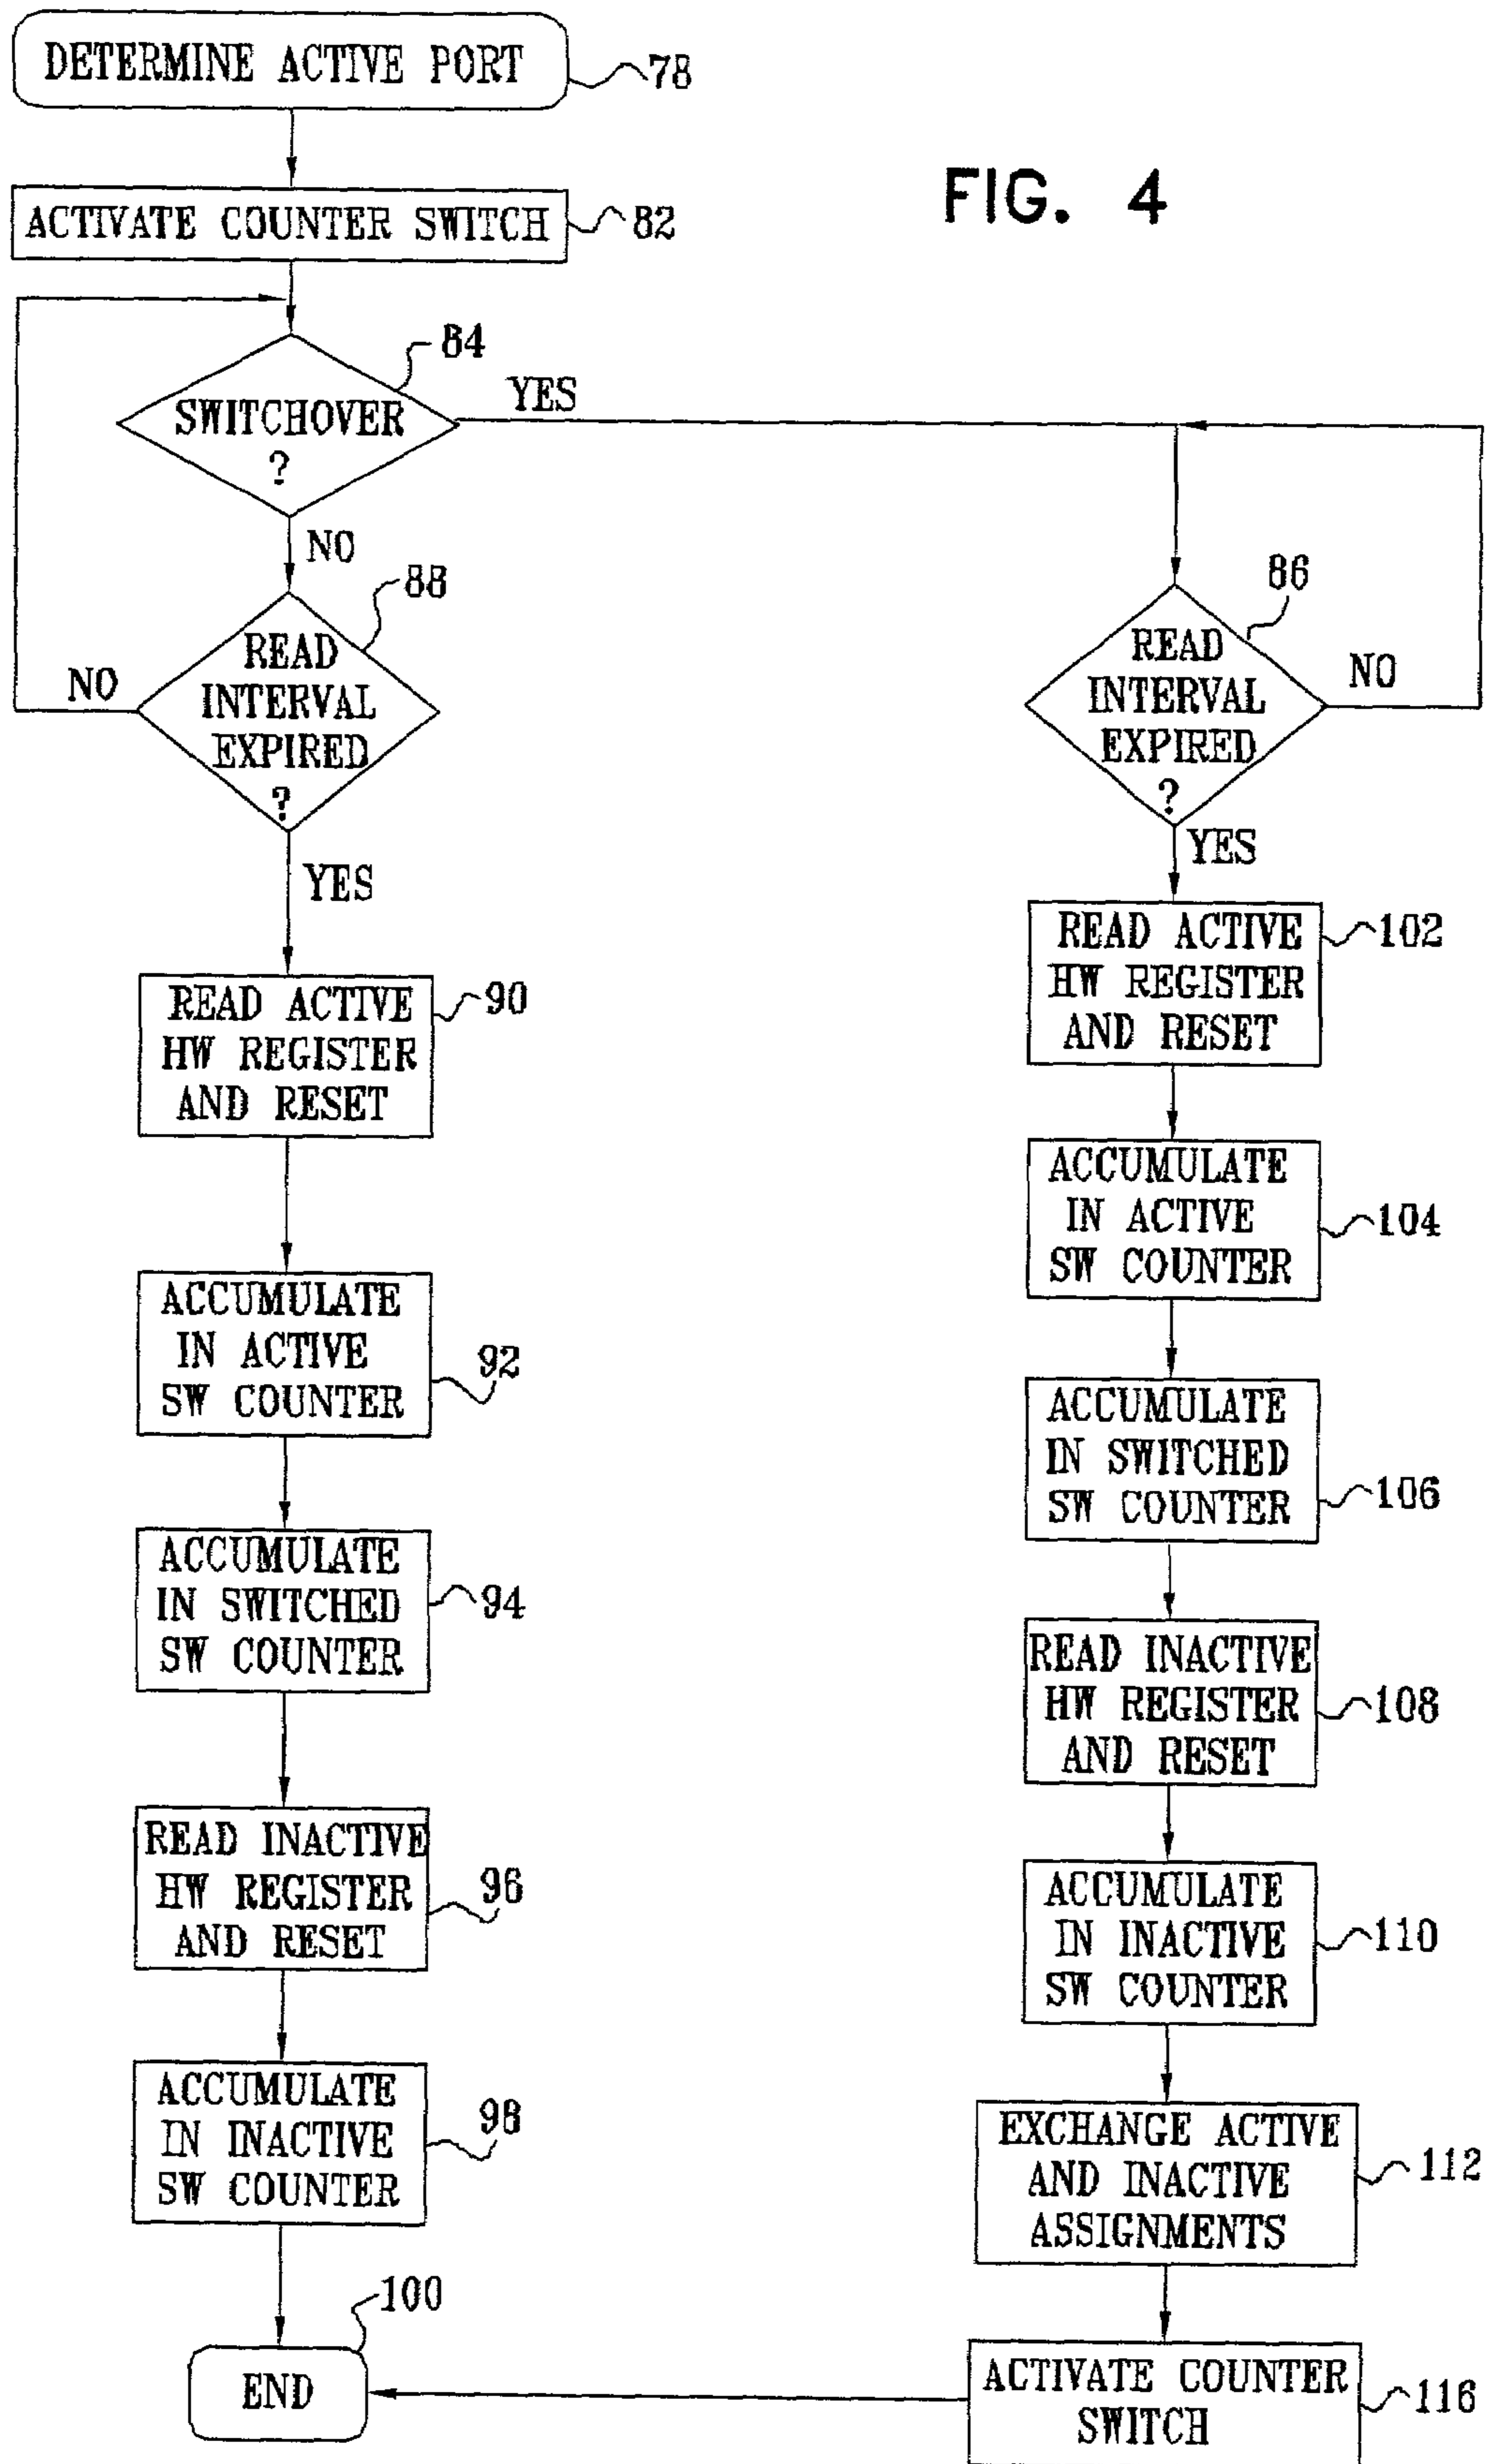 DETERMINE ACTIVE PORT
78
FIG. 4
ACTIVATE COUNTER SWITCH
82
84
SWITCHOVER
?
YES
NO
88
READ
INTERVAL
EXPIRED
?
NO
YES
90
READ ACTIVE
HW REGISTER
AND RESET
ACCUMULATE
IN ACTIVE
SW COUNTER
92
ACCUMULATE
IN SWITCHED
SW COUNTER
94
READ INACTIVE
HW REGISTER
AND RESET
96
ACCUMULATE
IN INACTIVE
SW COUNTER
98
100
END
86
READ
INTERVAL
EXPIRED
?
NO
YES
READ ACTIVE
HW REGISTER
AND RESET
102
ACCUMULATE
IN ACTIVE
SW COUNTER
104
ACCUMULATE
IN SWITCHED
SW COUNTER
106
READ INACTIVE
HW REGISTER
AND RESET
108
ACCUMULATE
IN INACTIVE
SW COUNTER
110
EXCHANGE ACTIVE
AND INACTIVE
ASSIGNMENTS
112
ACTIVATE COUNTER
SWITCH
116